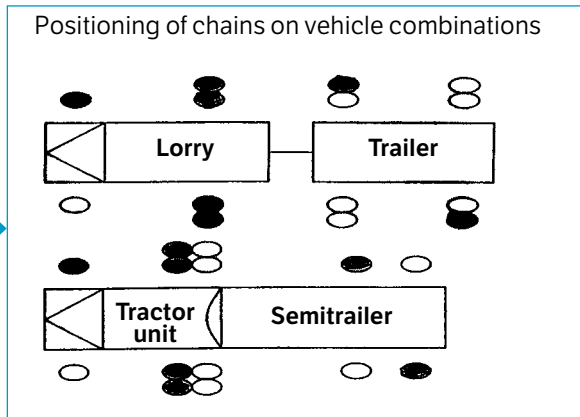 Positioning of chains on vehicle combinations
Lorry
Trailer
Tractor
unit
Semitrailer